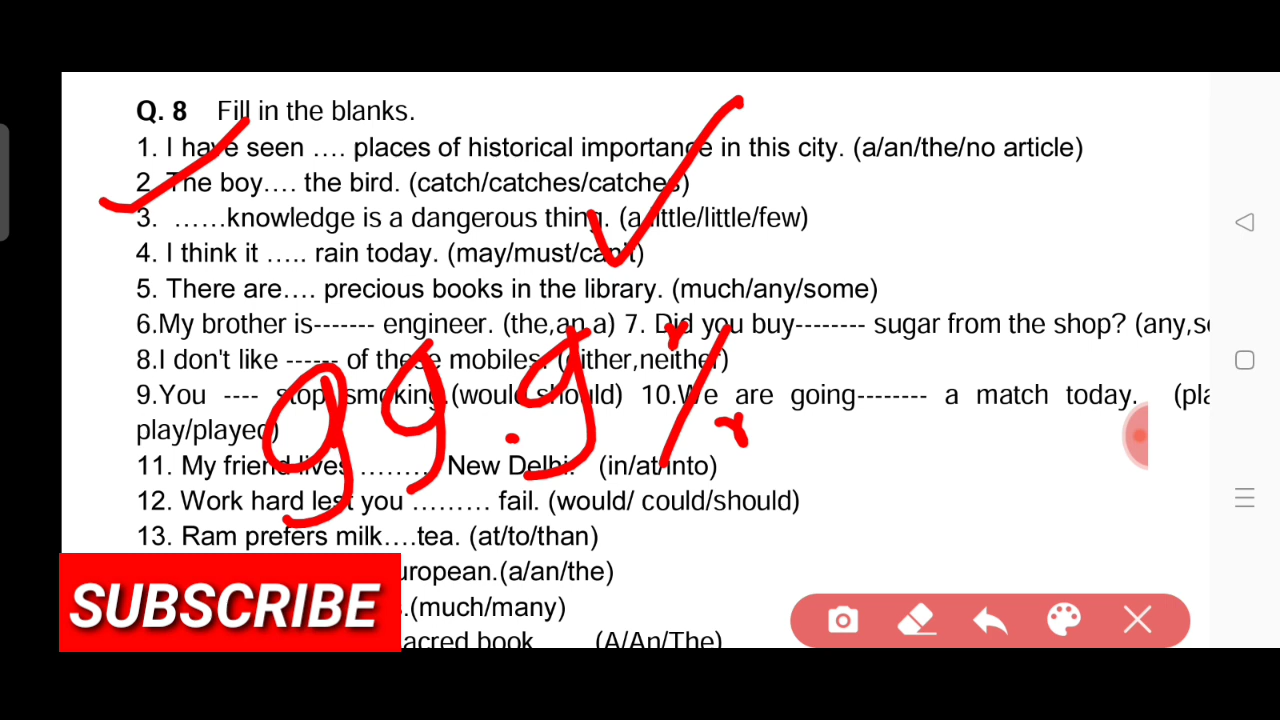 Q. 8 Fill in the blanks.
1. I have seen .... places of historical importance in this city. (a/an/the/no article)
2. The boy.... the bird. (catch/catches/catches)
3. ......knowledge is a dangerous thing. (a little/little/few)
4. I think it ..... rain today. (may/must/can't)
5. There are.... precious books in the library. (much/any/some)
6.My brother is------- engineer. (the,an,a) 7. Did you buy-------- sugar from the shop? (any,so
8.I don't like ------ of these mobiles. (either,neither)
9.You ---- stop smoking.(would,should) 10.We are going-------- a match today. (pla
play/played)
11. My friend lives ......... New Delhi. (in/at/into)
12. Work hard lest you ......... fail. (would/ could/should)
13. Ram prefers milk....tea. (at/to/than)
uropean.(a/an/the)
.(much/many)
acred book (A/An/The)
99.9%
SUBSCRIBE